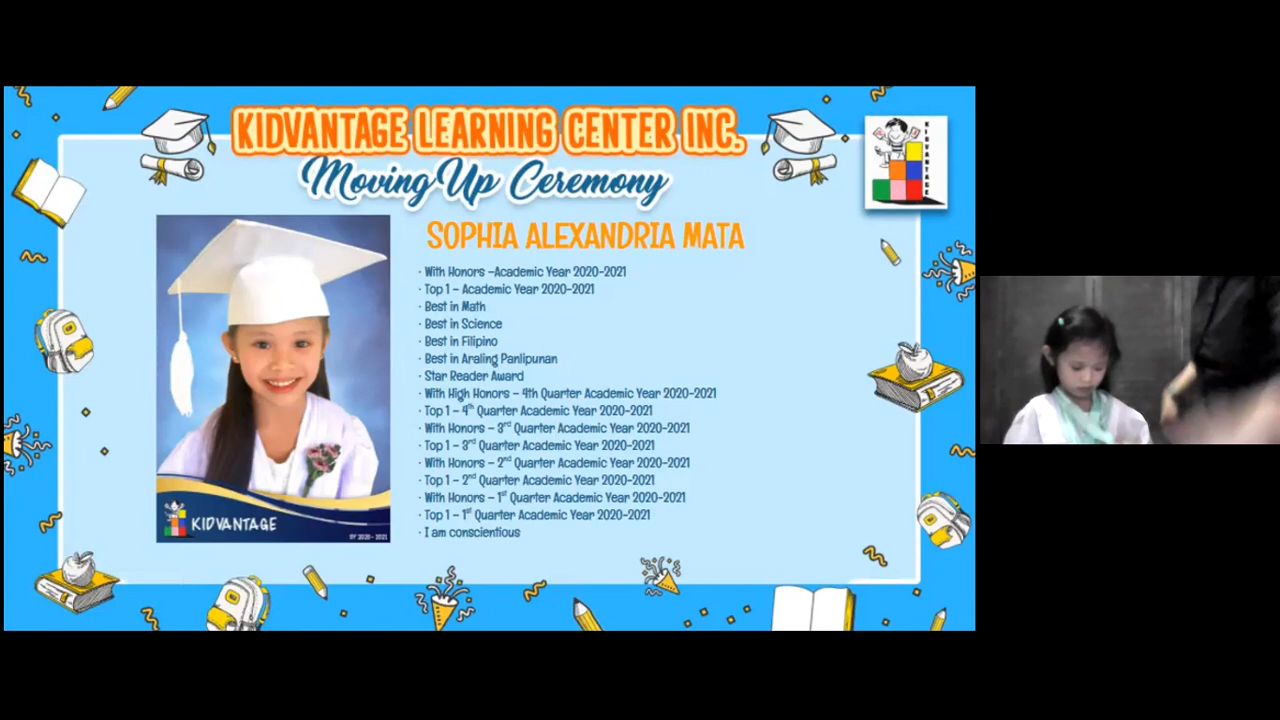 KIDVANTAGE LEARNING CENTER INC.
Moving Up Ceremony
KIDVANTAGE
SOPHIA ALEXANDRIA MATA
· With Honors –Academic Year 2020-2021
· Top 1 – Academic Year 2020-2021
· Best in Math
· Best in Science
· Best in Filipino
· Best in Araling Panlipunan
· Star Reader Award
· With High Honors – 4th Quarter Academic Year 2020-2021
· Top 1 – 4th Quarter Academic Year 2020-2021
· With Honors – 3rd Quarter Academic Year 2020-2021
· Top 1 – 3rd Quarter Academic Year 2020-2021
· With Honors – 2nd Quarter Academic Year 2020-2021
· Top 1 – 2nd Quarter Academic Year 2020-2021
· With Honors – 1st Quarter Academic Year 2020-2021
· Top 1 – 1st Quarter Academic Year 2020-2021
· I am conscientious
KIDVANTAGE
SY 2020 - 2021